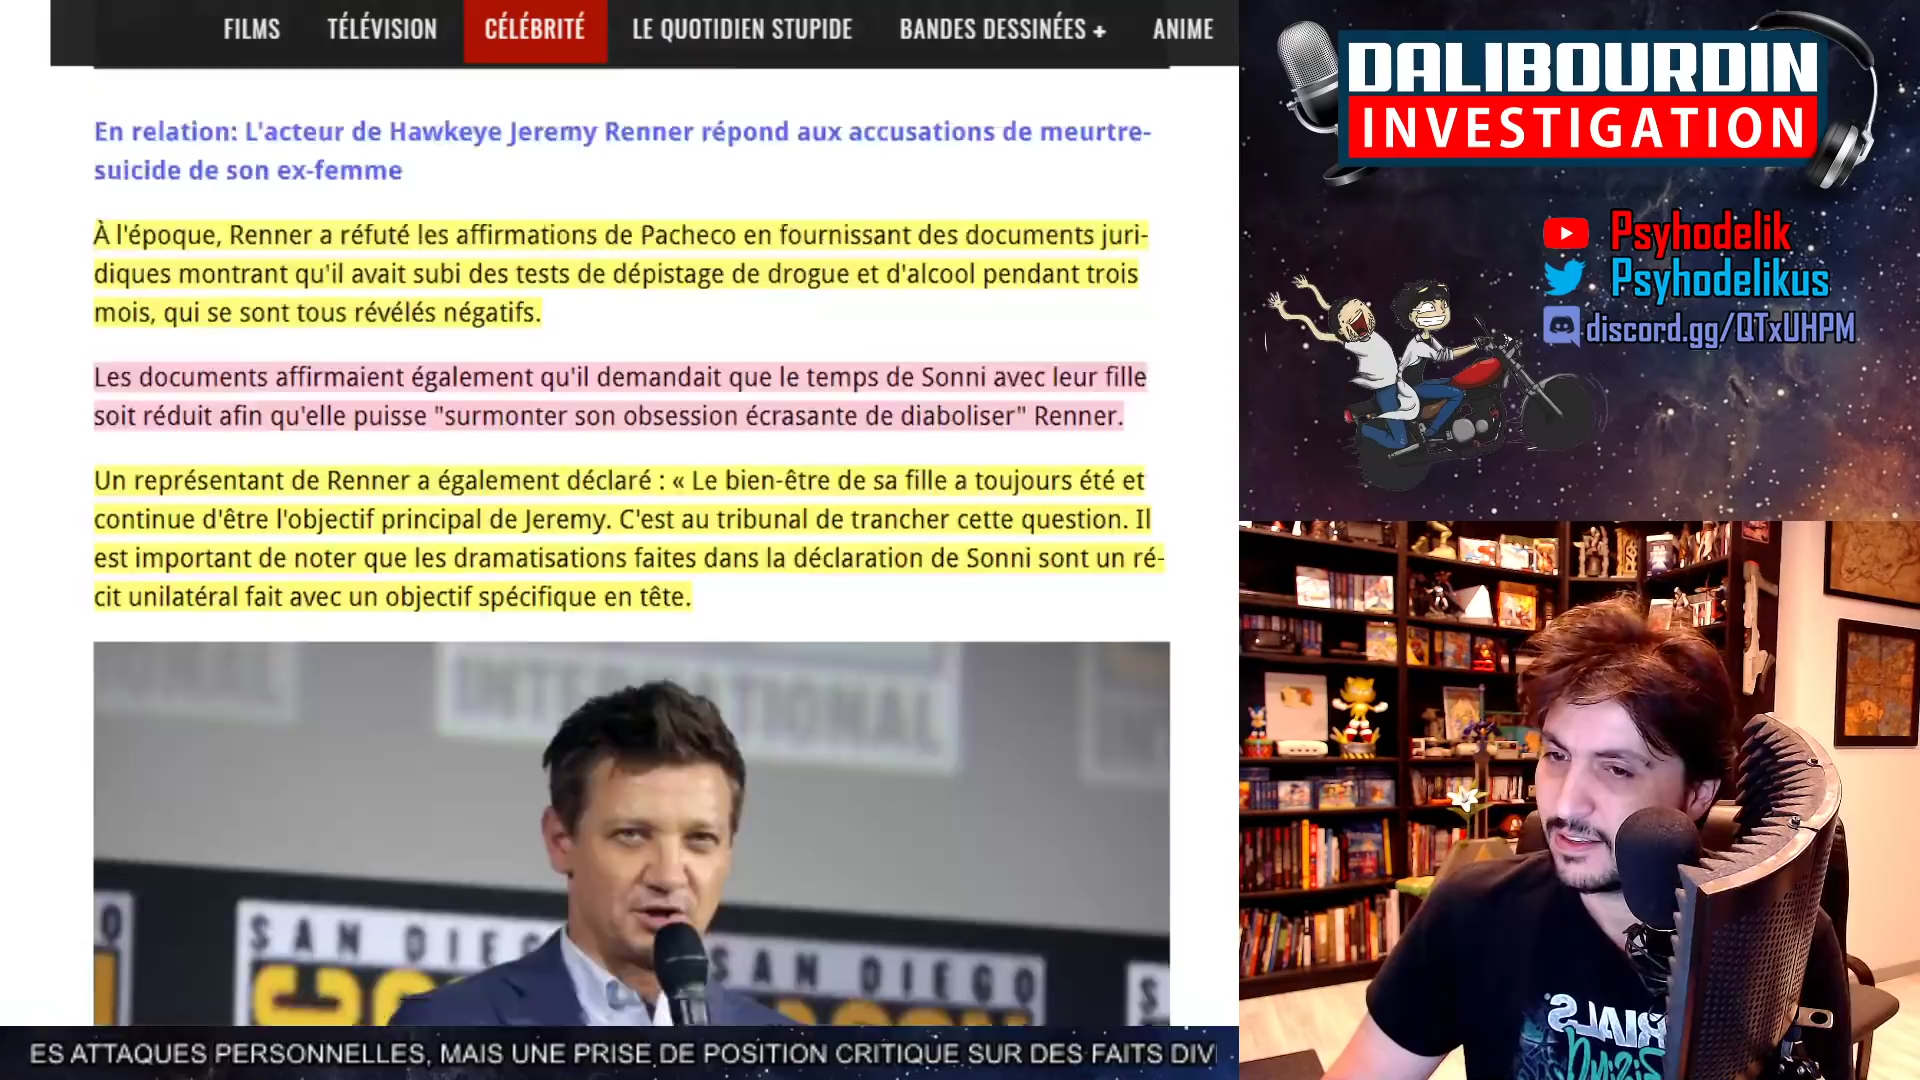 FILMS TÉLÉVISION CÉLÉBRITÉ LE QUOTIDIEN STUPIDE BANDES DESSINÉES + ANIME
En relation: L'acteur de Hawkeye Jeremy Renner répond aux accusations de meurtre-
suicide de son ex-femme
À l'époque, Renner a réfuté les affirmations de Pacheco en fournissant des documents juri-
diques montrant qu'il avait subi des tests de dépistage de drogue et d'alcool pendant trois
mois, qui se sont tous révélés négatifs.
Les documents affirmaient également qu'il demandait que le temps de Sonni avec leur fille
soit réduit afin qu'elle puisse "surmonter son obsession écrasante de diaboliser" Renner.
Un représentant de Renner a également déclaré : « Le bien-être de sa fille a toujours été et
continue d'être l'objectif principal de Jeremy. C'est au tribunal de trancher cette question. Il
est important de noter que les dramatisations faites dans la déclaration de Sonni sont un ré-
cit unilatéral fait avec un objectif spécifique en tête.
INTERNATIONAL
SAN DIEGO
SAN DIEGO
ES ATTAQUES PERSONNELLES, MAIS UNE PRISE DE POSITION CRITIQUE SUR DES FAITS DIV
DALIBOURDIN
INVESTIGATION
Psyhodelik
Psyhodelikus
discord.gg/QTxUHPM